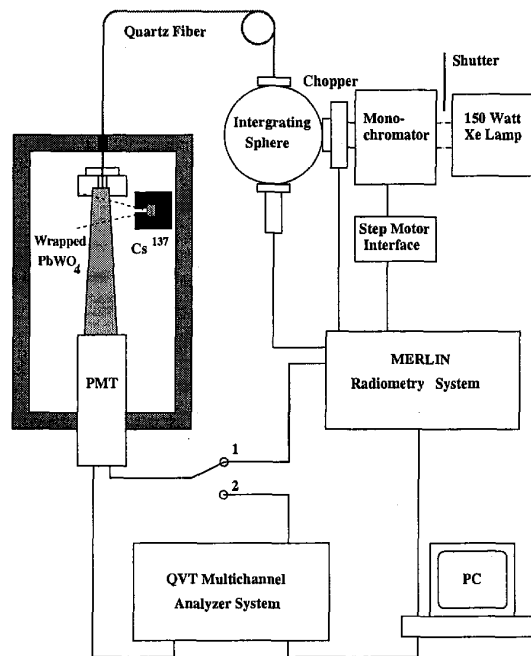 Quartz Fiber
Shutter
Chopper
Intergrating
Sphere
Mono-
chromator
150 Watt
Xe Lamp
Wrapped
PbWO4
Cs 137
Step Motor
Interface
PMT
MERLIN
Radiometry System
1
2
QVT Multichannel
Analyzer System
PC